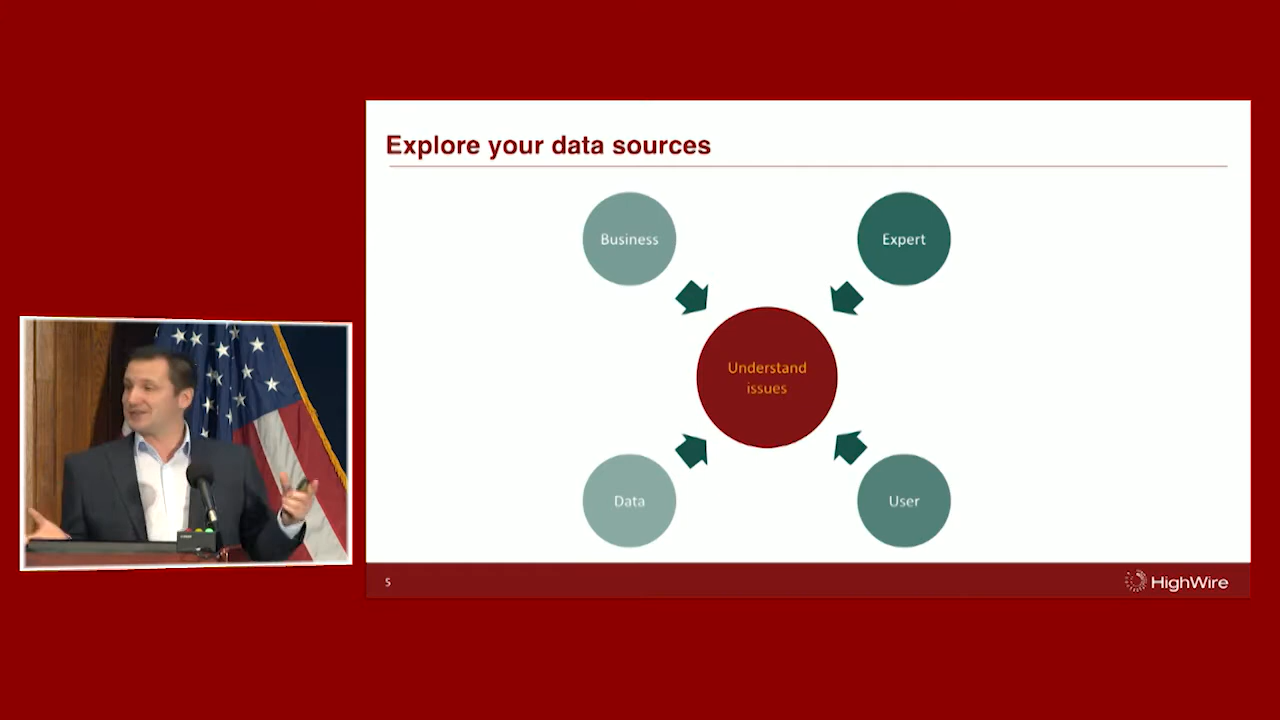 Explore your data sources
Business
Expert
Understand
issues
Data
User
5
HighWire